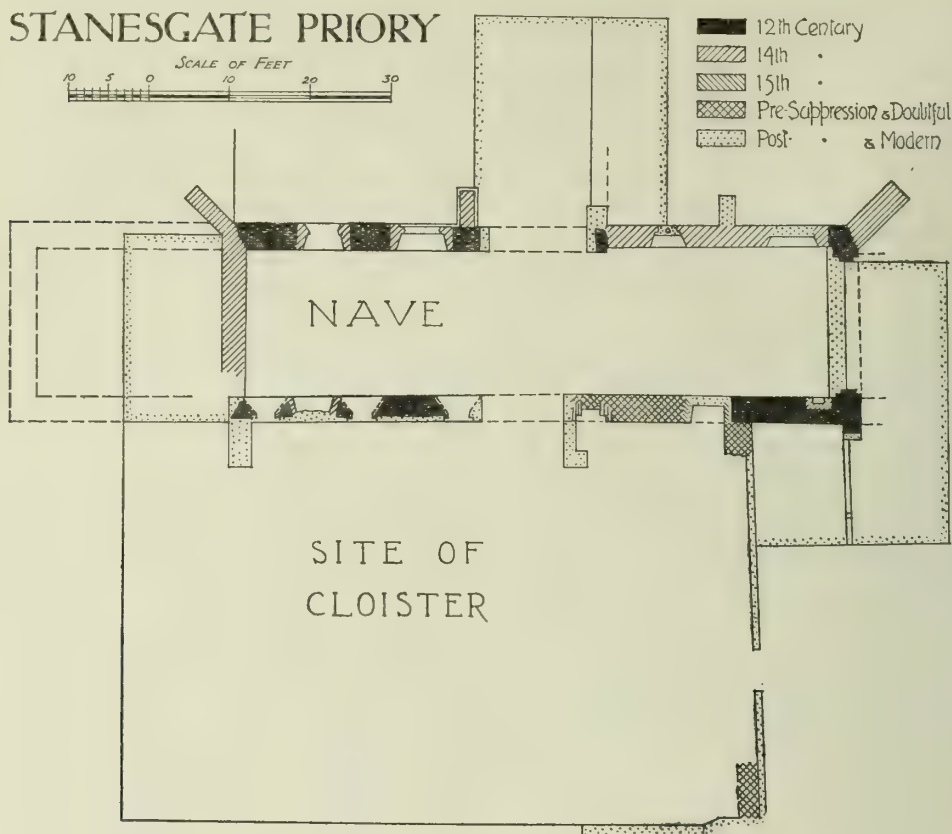 STANESGATE PRIORY
SCALE OF FEET
10 5 0 10 20 30
12th Century
14th "
15th "
Pre-Suppression & Doubtful
Post- " & Modern
NAVE
SITE OF
CLOISTER